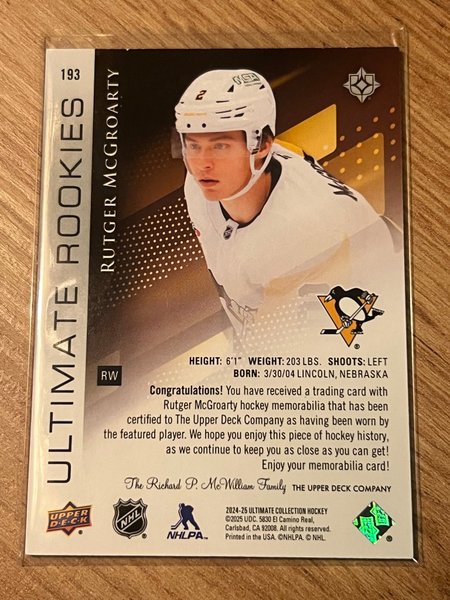 193
ULTIMATE ROOKIES
RUTGER MCGROARTY
2
HEIGHT: 6'1" WEIGHT: 203 LBS. SHOOTS: LEFT
BORN: 3/30/04 LINCOLN, NEBRASKA
RW
Congratulations! You have received a trading card with
Rutger McGroarty hockey memorabilia that has been
certified to The Upper Deck Company as having been worn by
the featured player. We hope you enjoy this piece of hockey history,
as we continue to keep you as close as you can get!
Enjoy your memorabilia card!
The Richard P. McWilliam Family THE UPPER DECK COMPANY
UPPER DECK
NHL
NHLPA
2024-25 ULTIMATE COLLECTION HOCKEY
©2025 UDC. 5830 El Camino Real,
Carlsbad, CA 92008. All rights reserved.
Printed in the USA. ©NHLPA. © NHL.